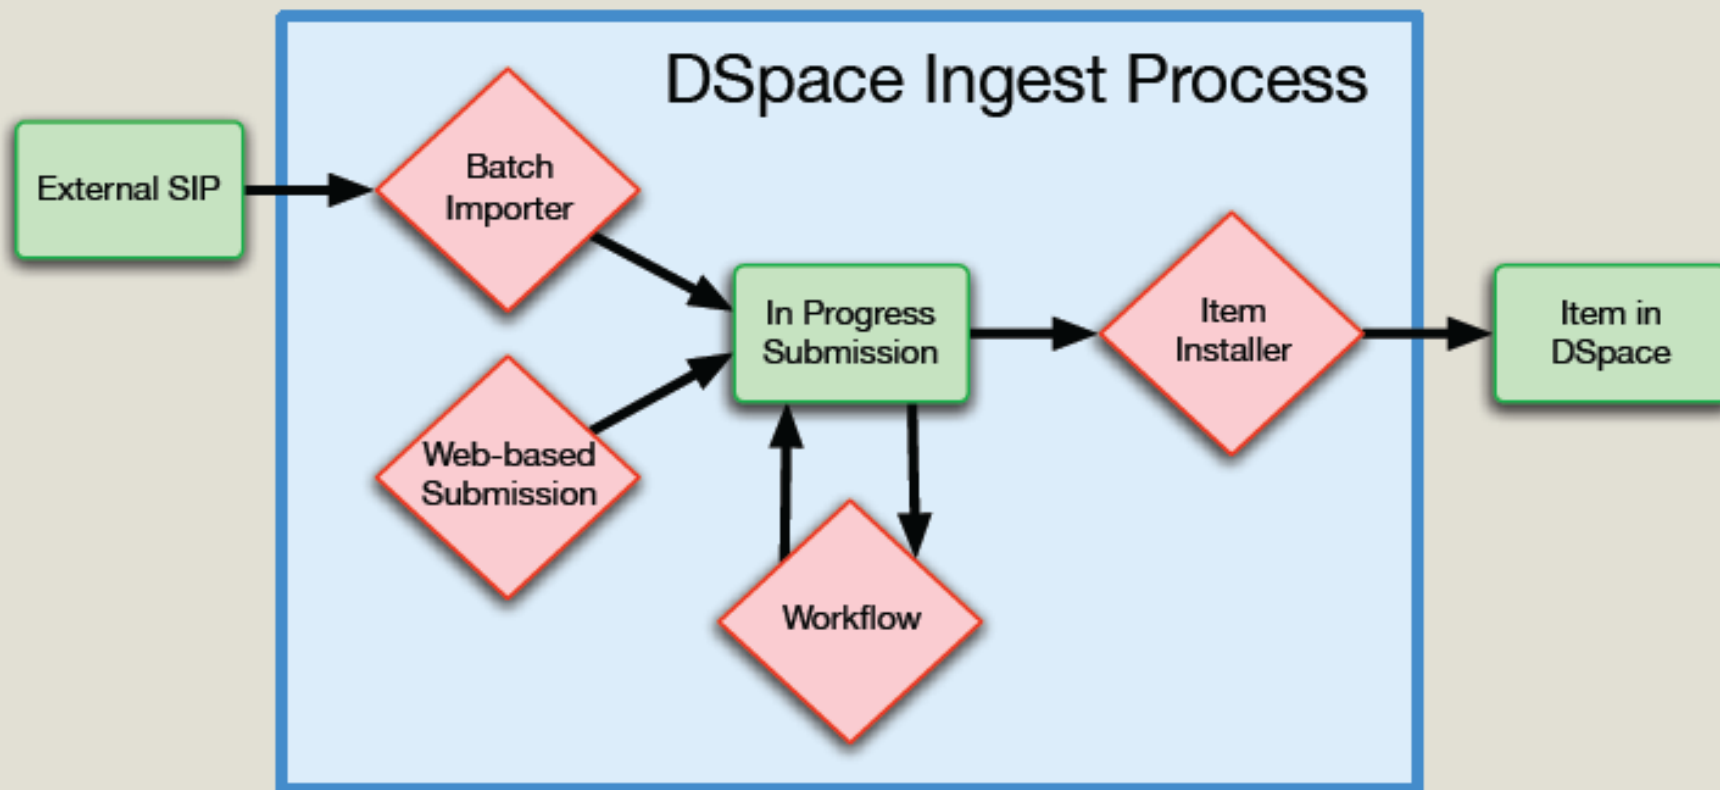 DSpace Ingest Process
External SIP
Batch
Importer
In Progress
Submission
Item
Installer
Item in
DSpace
Web-based
Submission
Workflow